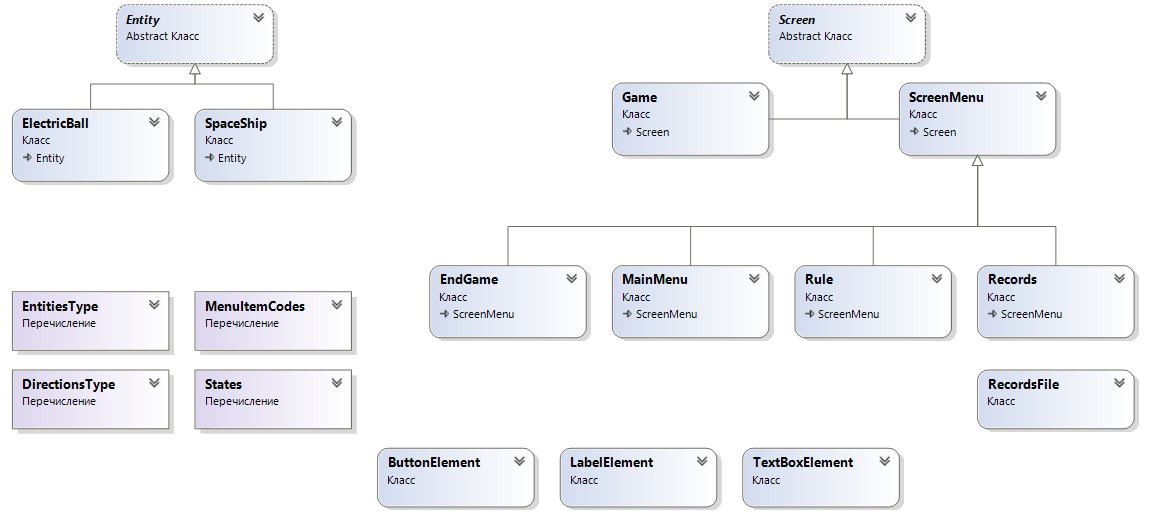 Entity
Abstract Класс
Screen
Abstract Класс
Game
Класс
Screen
ScreenMenu
Класс
Screen
ElectricBall
Класс
Entity
SpaceShip
Класс
Entity
EndGame
Класс
ScreenMenu
MainMenu
Класс
ScreenMenu
Rule
Класс
ScreenMenu
Records
Класс
ScreenMenu
EntitiesType
Перечисление
MenuItemCodes
Перечисление
DirectionsType
Перечисление
States
Перечисление
RecordsFile
Класс
ButtonElement
Класс
LabelElement
Класс
TextBoxElement
Класс